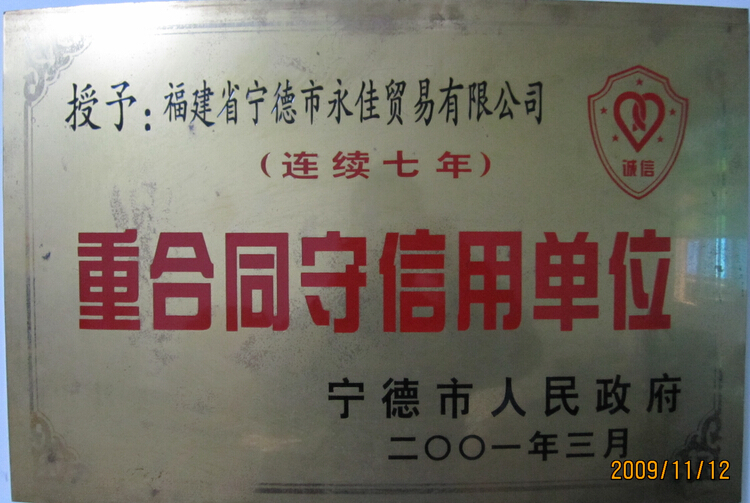 授予：福建省宁德市永佳贸易有限公司
（连续七年）
诚信
重合同守信用单位
宁德市人民政府
二〇〇一年三月
2009/11/12